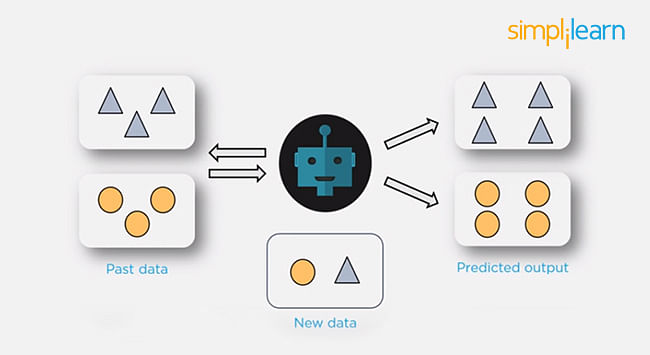 simplilearn
Past data
Predicted output
New data